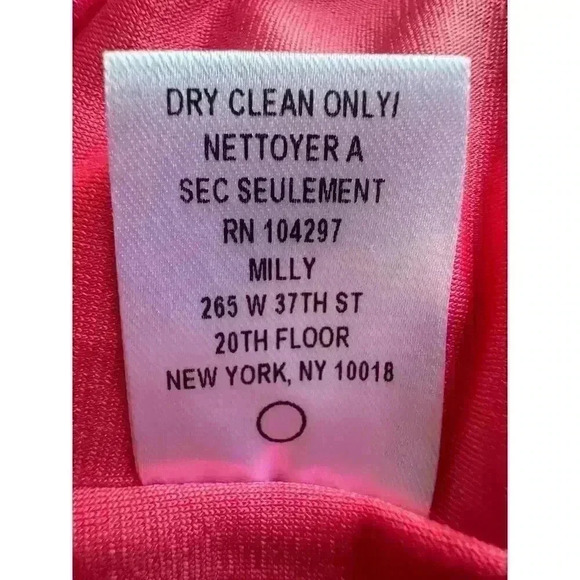 DRY CLEAN ONLY/
NETTOYER A
SEC SEULEMENT
RN 104297
MILLY
265 W 37TH ST
20TH FLOOR
NEW YORK, NY 10018